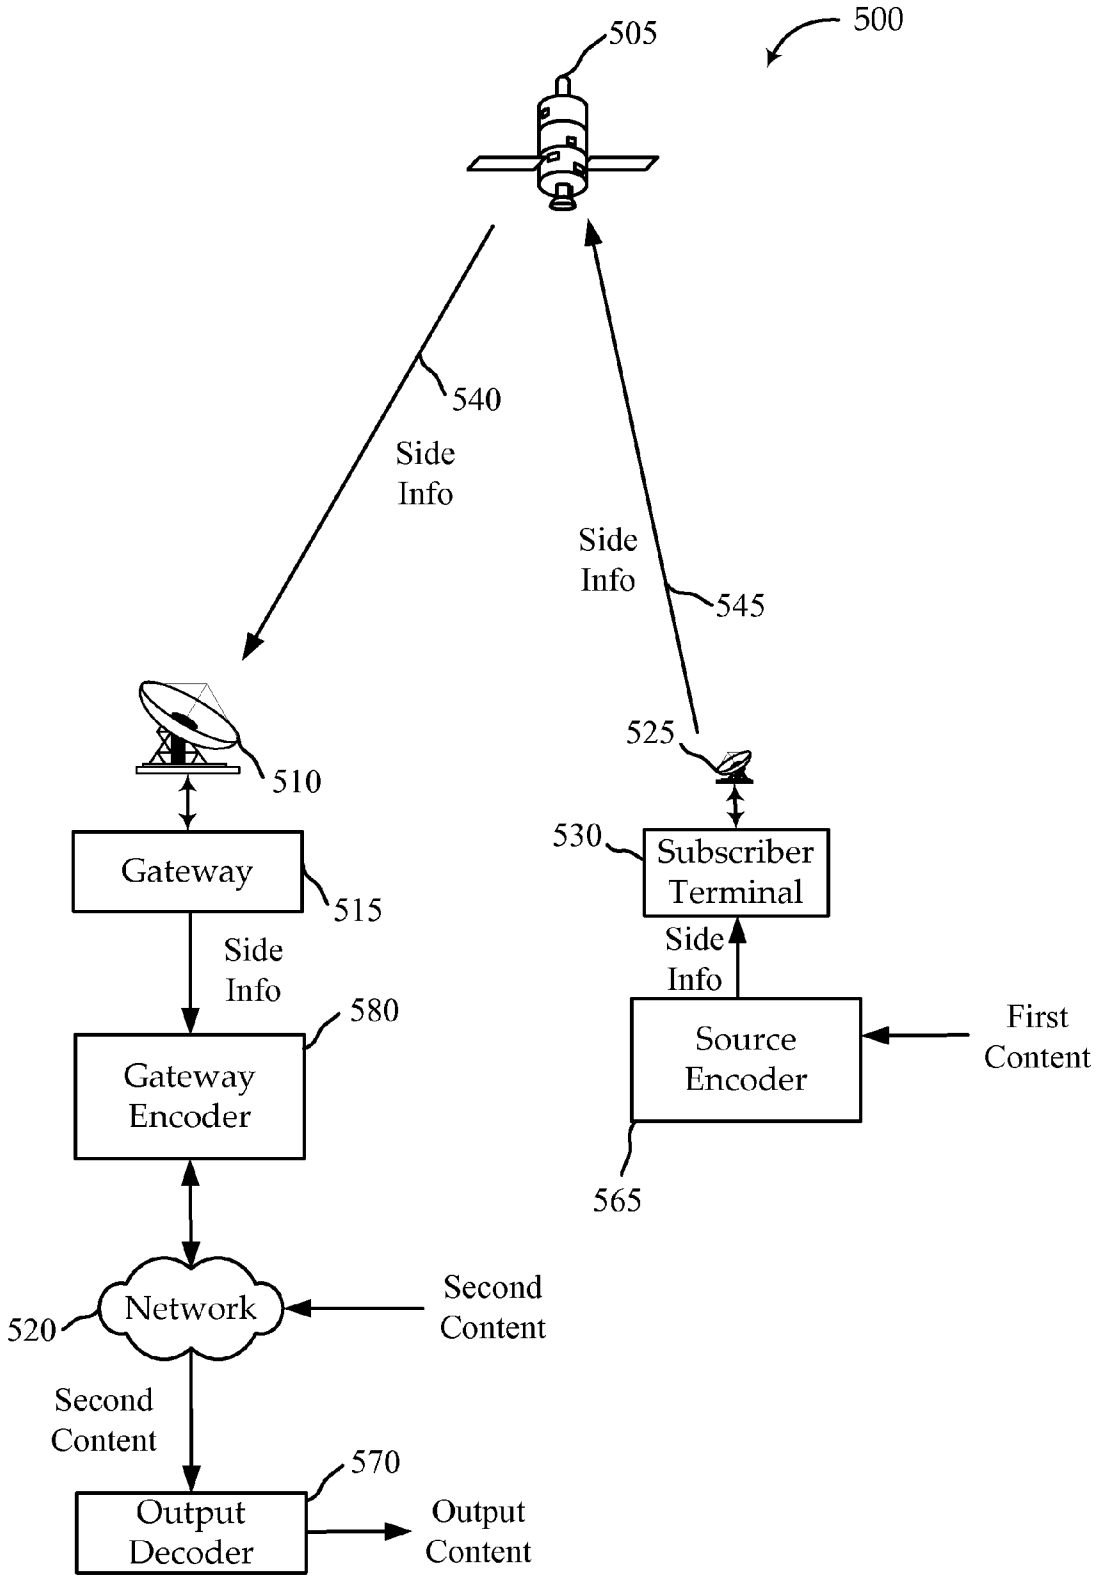 505
500
540
Side
Info
Side
Info
545
525
510
530
Subscriber
Terminal
Gateway
515
Side
Info
Side
Info
580
First
Content
Source
Encoder
Gateway
Encoder
565
Second
Content
Network
520
Second
Content
570
Output
Decoder
Output
Content